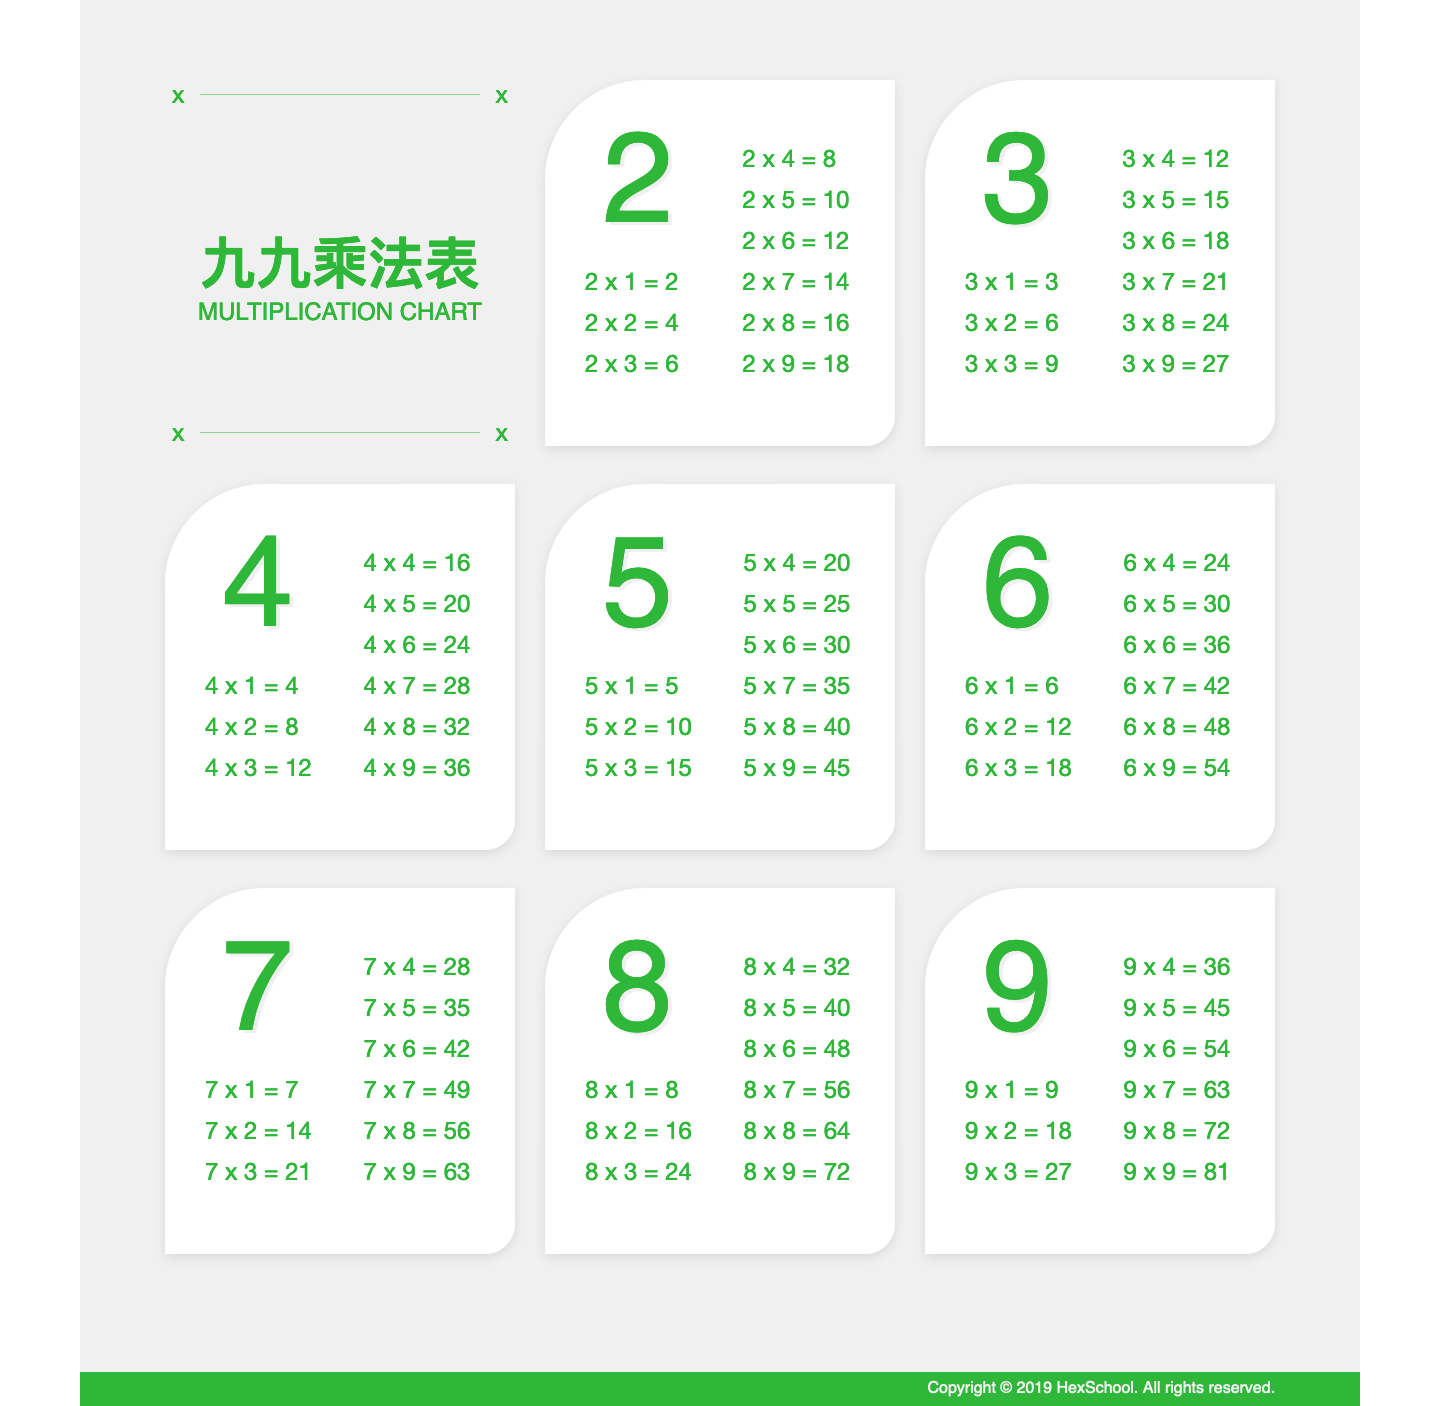 x x
九九乘法表
MULTIPLICATION CHART
x x
2
2 x 1 = 2
2 x 2 = 4
2 x 3 = 6
2 x 4 = 8
2 x 5 = 10
2 x 6 = 12
2 x 7 = 14
2 x 8 = 16
2 x 9 = 18
3
3 x 1 = 3
3 x 2 = 6
3 x 3 = 9
3 x 4 = 12
3 x 5 = 15
3 x 6 = 18
3 x 7 = 21
3 x 8 = 24
3 x 9 = 27
4
4 x 1 = 4
4 x 2 = 8
4 x 3 = 12
4 x 4 = 16
4 x 5 = 20
4 x 6 = 24
4 x 7 = 28
4 x 8 = 32
4 x 9 = 36
5
5 x 1 = 5
5 x 2 = 10
5 x 3 = 15
5 x 4 = 20
5 x 5 = 25
5 x 6 = 30
5 x 7 = 35
5 x 8 = 40
5 x 9 = 45
6
6 x 1 = 6
6 x 2 = 12
6 x 3 = 18
6 x 4 = 24
6 x 5 = 30
6 x 6 = 36
6 x 7 = 42
6 x 8 = 48
6 x 9 = 54
7
7 x 1 = 7
7 x 2 = 14
7 x 3 = 21
7 x 4 = 28
7 x 5 = 35
7 x 6 = 42
7 x 7 = 49
7 x 8 = 56
7 x 9 = 63
8
8 x 1 = 8
8 x 2 = 16
8 x 3 = 24
8 x 4 = 32
8 x 5 = 40
8 x 6 = 48
8 x 7 = 56
8 x 8 = 64
8 x 9 = 72
9
9 x 1 = 9
9 x 2 = 18
9 x 3 = 27
9 x 4 = 36
9 x 5 = 45
9 x 6 = 54
9 x 7 = 63
9 x 8 = 72
9 x 9 = 81
Copyright © 2019 HexSchool. All rights reserved.